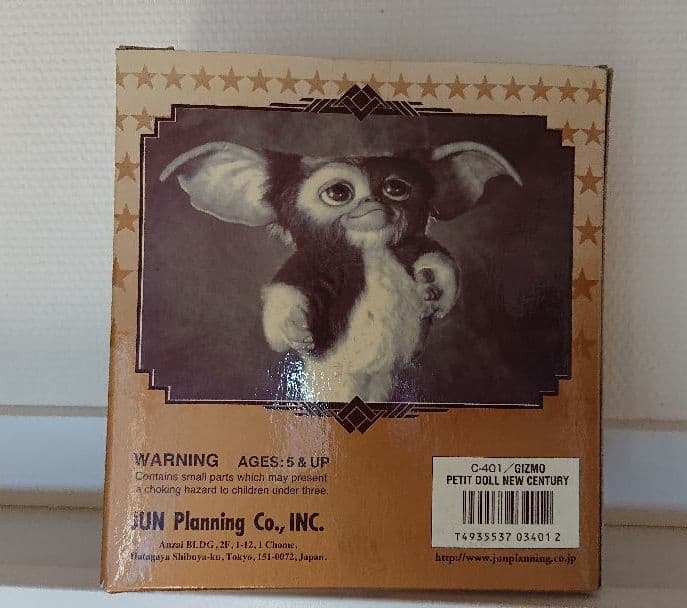 WARNING AGES:5 & UP
Contains small parts which may present
a choking hazard to children under three.
JUN Planning Co., INC.
Anzai BLDG, 2F, 1-12, 1 Chome,
Hatagaya Shibuya-ku, Tokyo, 151-0072, Japan.
C-401/GIZMO
PETIT DOLL NEW CENTURY
T4935537 03401 2
http://www.junplanning.co.jp